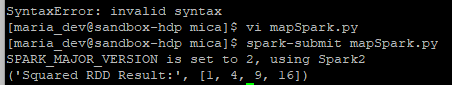 SyntaxError: invalid syntax
[maria_dev@sandbox-hdp mica]$ vi mapSpark.py
[maria_dev@sandbox-hdp mica]$ spark-submit mapSpark.py
SPARK_MAJOR_VERSION is set to 2, using Spark2
('Squared RDD Result:', [1, 4, 9, 16])